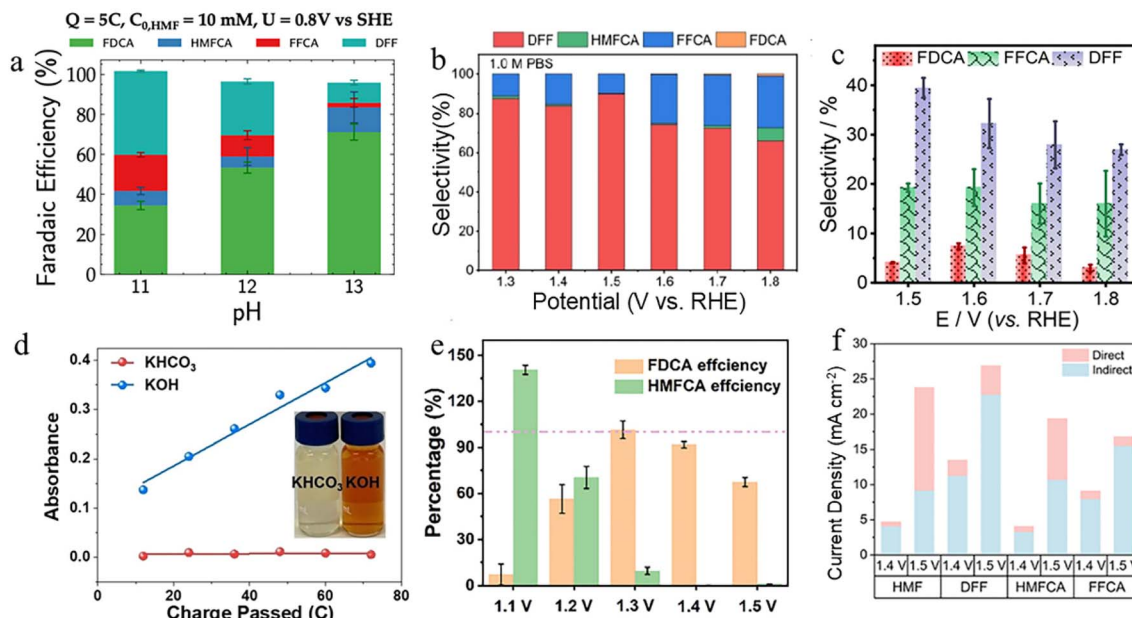 Q = 5C, C0,HMF = 10 mM, U = 0.8V vs SHE
FDCA HMFCA FFCA DFF
a
Faradaic Efficiency (%)
100
80
60
40
20
0
11 12 13
pH
b
DFF HMFCA FFCA FDCA
1.0 M PBS
Selectivity(%)
100
80
60
40
20
0
1.3 1.4 1.5 1.6 1.7 1.8
Potential (V vs. RHE)
c
FDCA FFCA DFF
Selectivity / %
40
30
20
10
0
1.5 1.6 1.7 1.8
E / V (vs. RHE)
d
KHCO3
KOH
Absorbance
0.4
0.3
0.2
0.1
0.0
KHCO3 KOH
0 20 40 60 80
Charge Passed (C)
e
FDCA effciency
HMFCA effciency
Percentage (%)
150
120
90
60
30
0
1.1 V 1.2 V 1.3 V 1.4 V 1.5 V
f
Direct
Indirect
Current Density (mA cm-2)
30
25
20
15
10
5
0
1.4 V 1.5 V 1.4 V 1.5 V 1.4 V 1.5 V 1.4 V 1.5 V
HMF DFF HMFCA FFCA